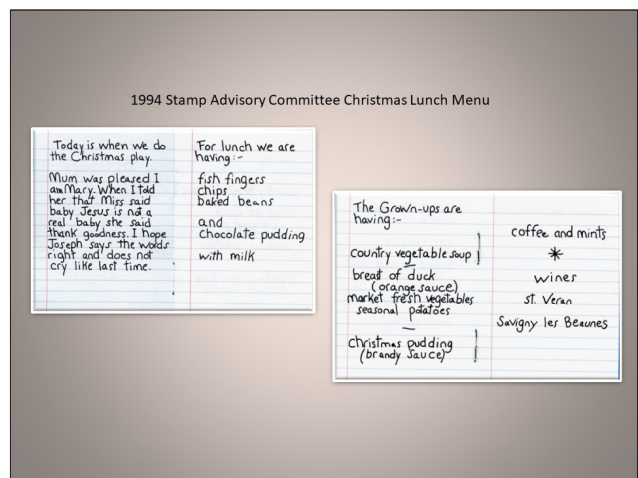 1994 Stamp Advisory Committee Christmas Lunch Menu
Today is when we do
the Christmas play.
Mum was pleased I
am Mary. When I told
her that Miss said
baby Jesus is not a
real baby she said
thank goodness. I hope
Joseph says the words
right and does not
cry like last time.
For lunch we are
having:-
fish fingers
chips
baked beans
and
chocolate pudding
with milk
The Grown-ups are
having:-
country vegetable soup
breast of duck
(orange sauce)
market fresh vegetables
seasonal potatoes
christmas pudding
(brandy sauce)
coffee and mints
wines
st. Veran
Savigny les Beaunes